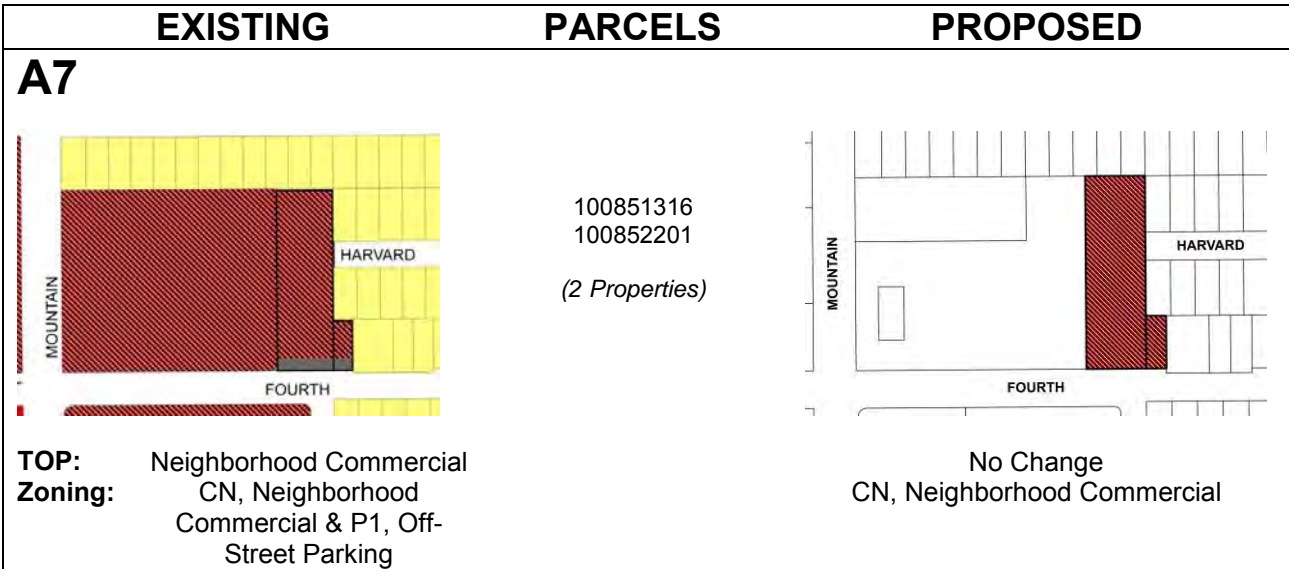 EXISTING PARCELS PROPOSED
A7
MOUNTAIN
HARVARD
FOURTH
100851316
100852201
(2 Properties)
MOUNTAIN
HARVARD
FOURTH
TOP: Neighborhood Commercial
Zoning: CN, Neighborhood
Commercial & P1, Off-
Street Parking
No Change
CN, Neighborhood Commercial